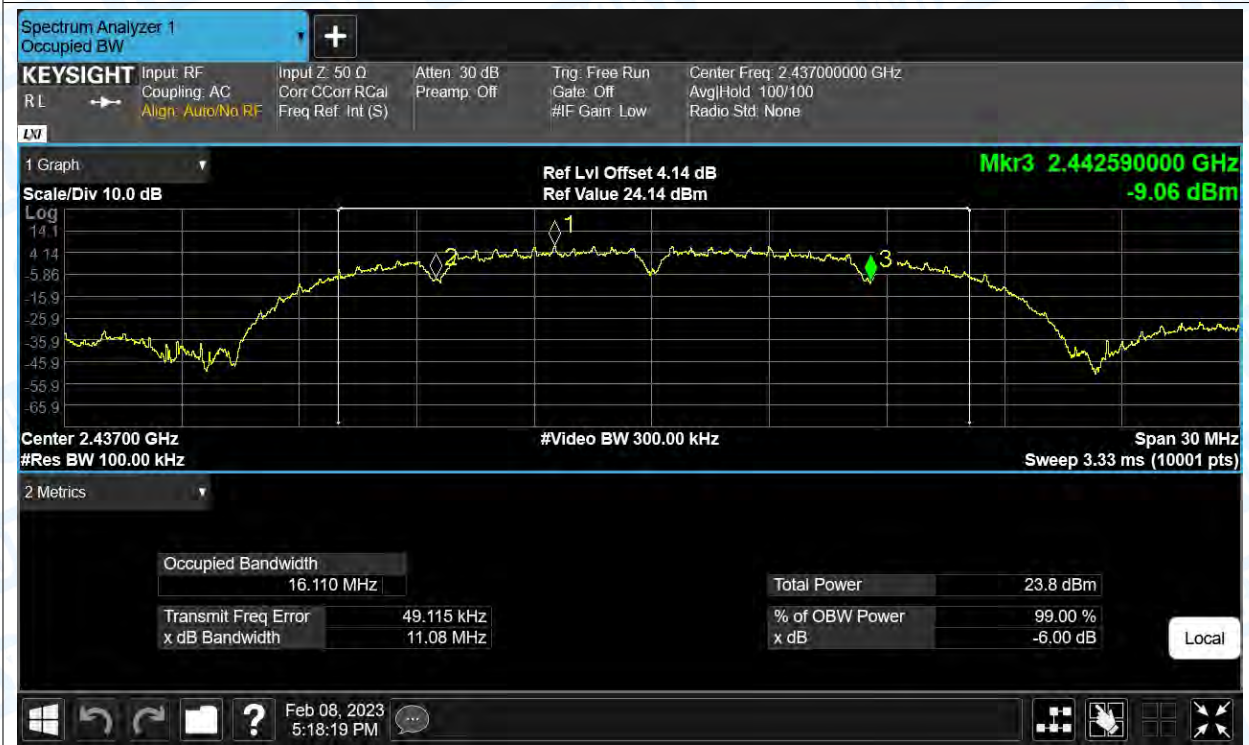 Spectrum Analyzer 1
Occupied BW
KEYSIGHT
R L
LXI
Input: RF
Coupling: AC
Align: Auto/No RF
Input Z: 50 Ω
Corr CCorr RCal
Freq Ref: Int (S)
Atten: 30 dB
Preamp: Off
Trig: Free Run
Gate: Off
#IF Gain: Low
Center Freq: 2.437000000 GHz
Avg|Hold: 100/100
Radio Std: None
1 Graph
Scale/Div 10.0 dB
Ref Lvl Offset 4.14 dB
Ref Value 24.14 dBm
Mkr3 2.442590000 GHz
-9.06 dBm
Log
14.1
4.14
-5.86
-15.9
-25.9
-35.9
-45.9
-55.9
-65.9
1
2
3
Center 2.43700 GHz
#Res BW 100.00 kHz
#Video BW 300.00 kHz
Span 30 MHz
Sweep 3.33 ms (10001 pts)
2 Metrics
Occupied Bandwidth
16.110 MHz
Transmit Freq Error 49.115 kHz
x dB Bandwidth 11.08 MHz
Total Power 23.8 dBm
% of OBW Power 99.00 %
x dB -6.00 dB
Local
?
Feb 08, 2023
5:18:19 PM